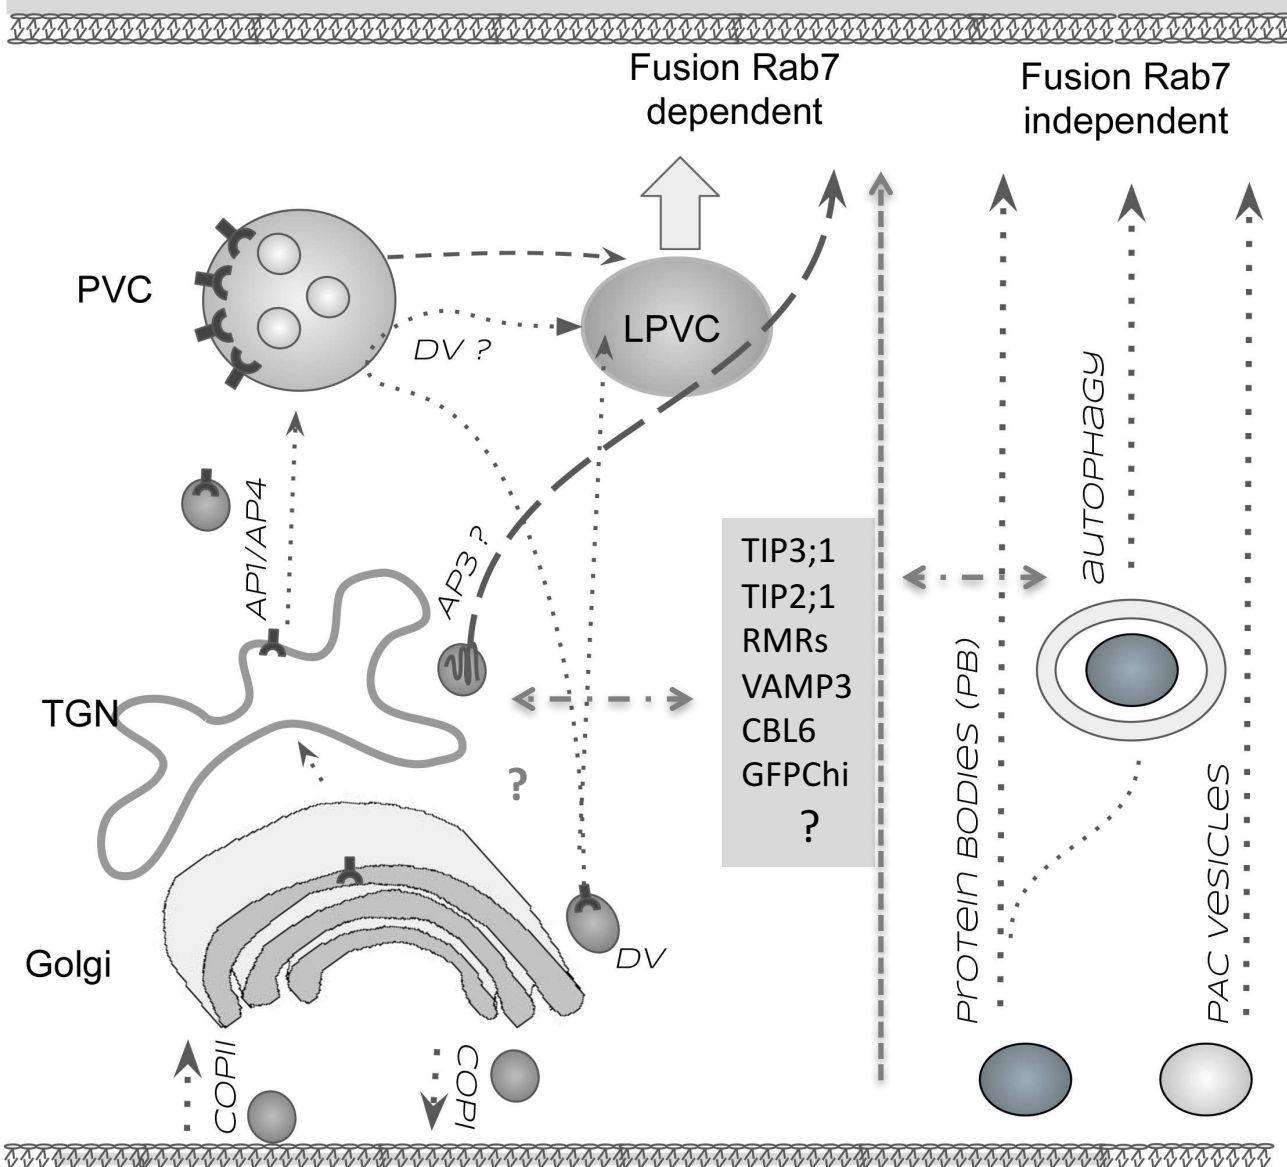 Fusion Rab7
dependent
Fusion Rab7
independent
PVC
LPVC
DV ?
AP1/AP4
AP3 ?
TGN
?
TIP3;1
TIP2;1
RMRs
VAMP3
CBL6
GFPChi
?
AUTOPHAGY
PROTEIN BODIES (PB)
PAC VESICLES
Golgi
DV
COPII
COPI